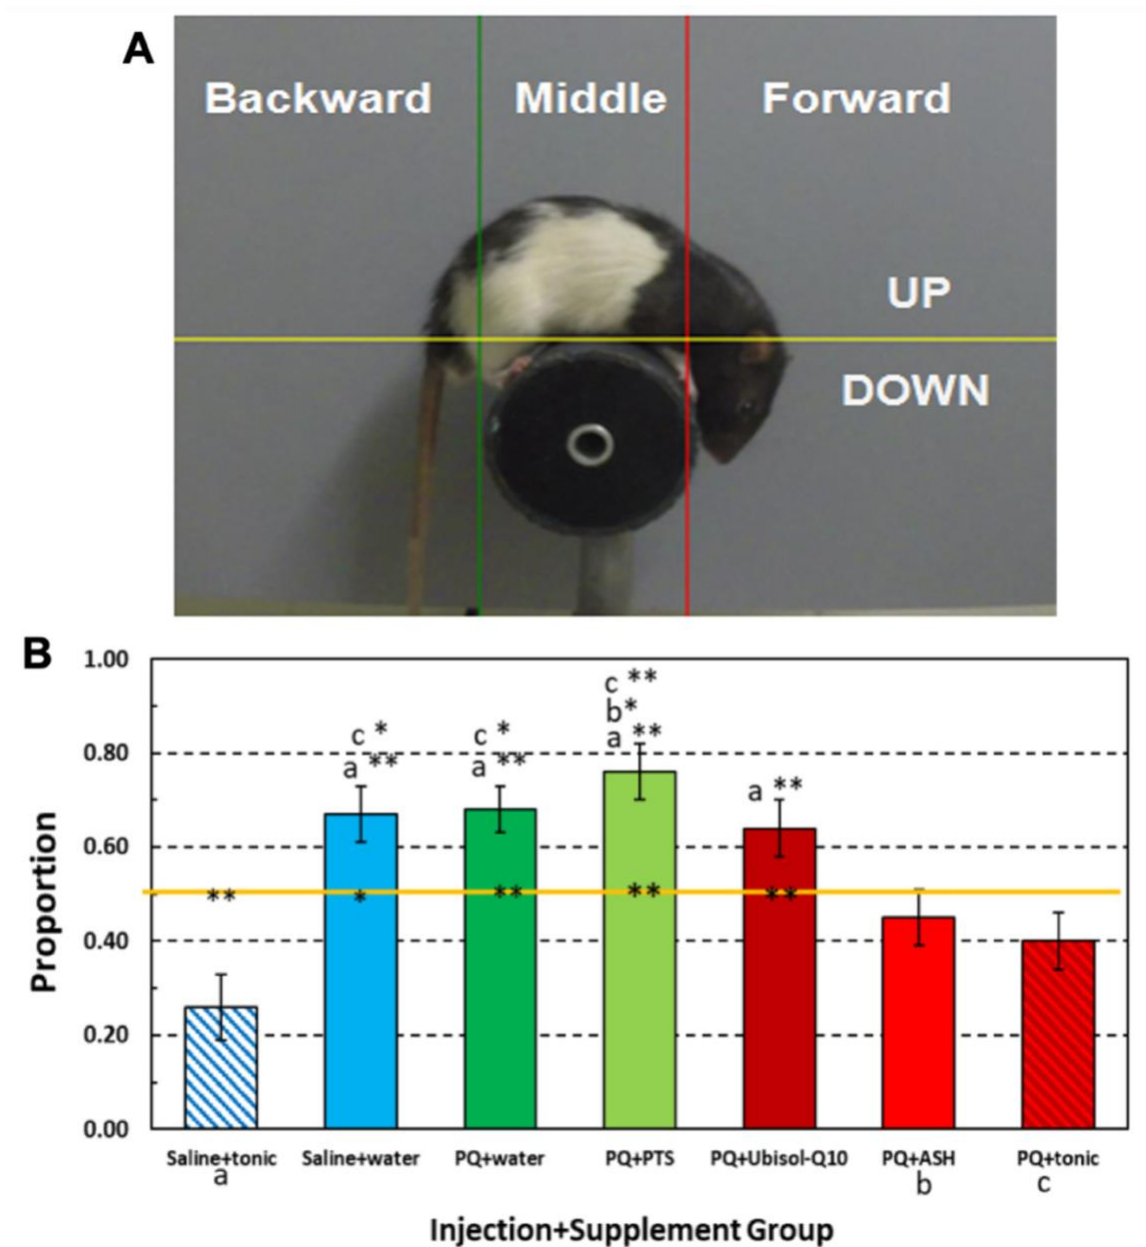 A
Backward Middle Forward
UP
DOWN
B
1.00
0.80
0.60
0.40
0.20
0.00
Proportion
**
c *
a **
*
c *
a **
**
c **
b*
a **
**
a **
**
Saline+tonic Saline+water PQ+water PQ+PTS PQ+Ubisol-Q10 PQ+ASH PQ+tonic
a b c
Injection+Supplement Group